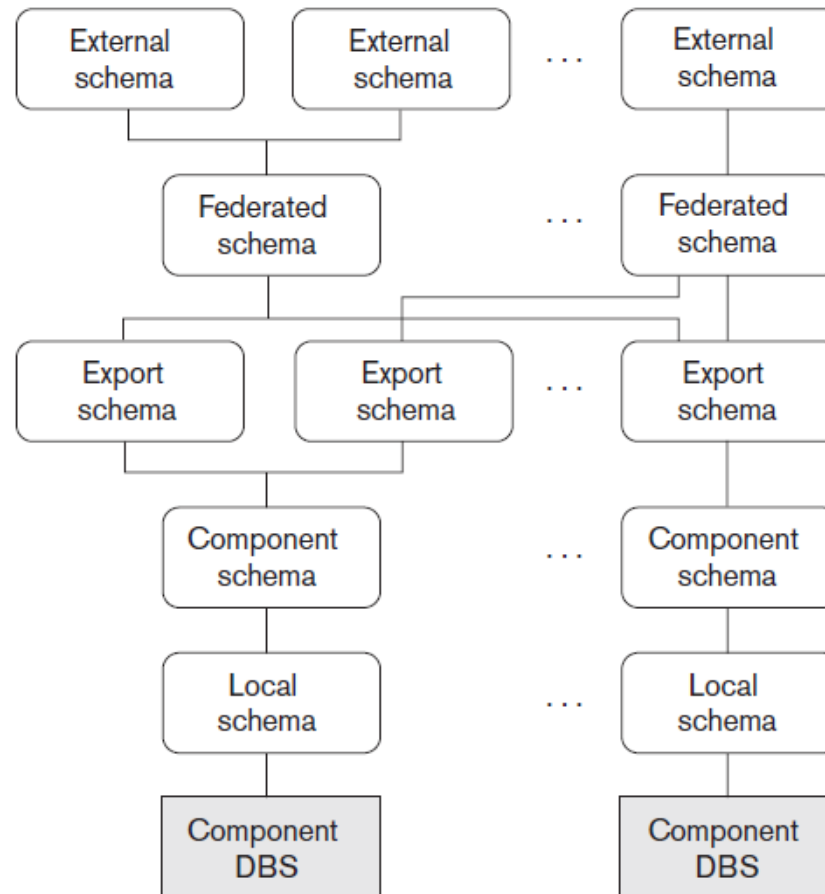 External
schema
External
schema
. . .
External
schema
Federated
schema
. . .
Federated
schema
Export
schema
Export
schema
. . .
Export
schema
Component
schema
. . .
Component
schema
Local
schema
. . .
Local
schema
Component
DBS
Component
DBS